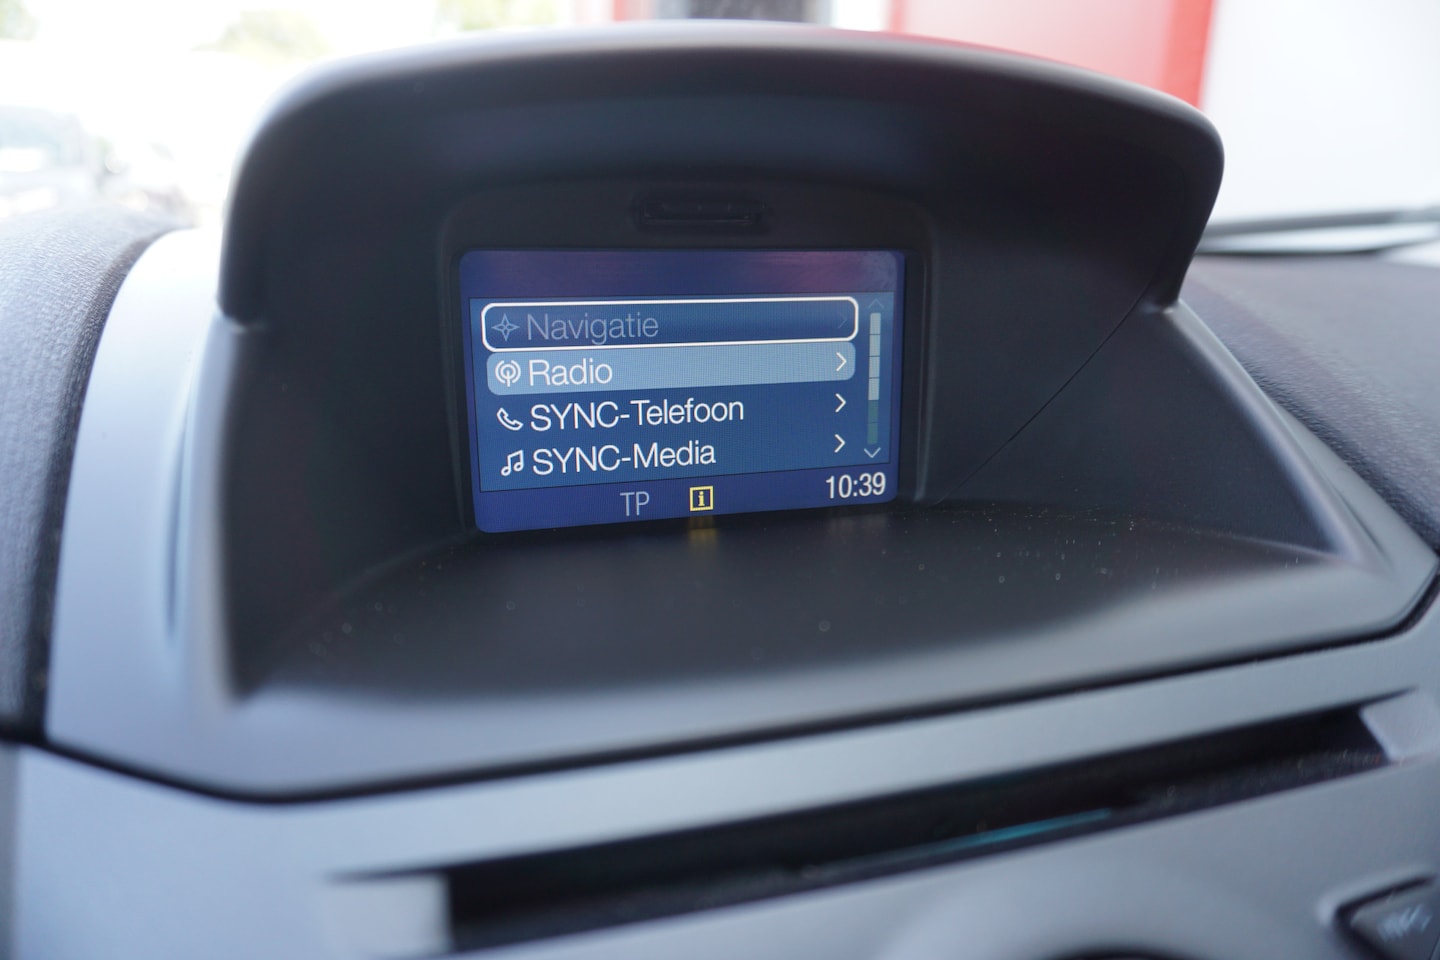 Navigatie
Radio
SYNC-Telefoon
SYNC-Media
TP i 10:39